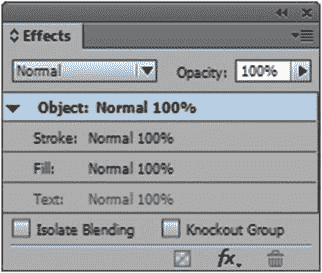 Effects
Normal Opacity: 100%
Object: Normal 100%
Stroke: Normal 100%
Fill: Normal 100%
Text: Normal 100%
Isolate Blending Knockout Group
fx.